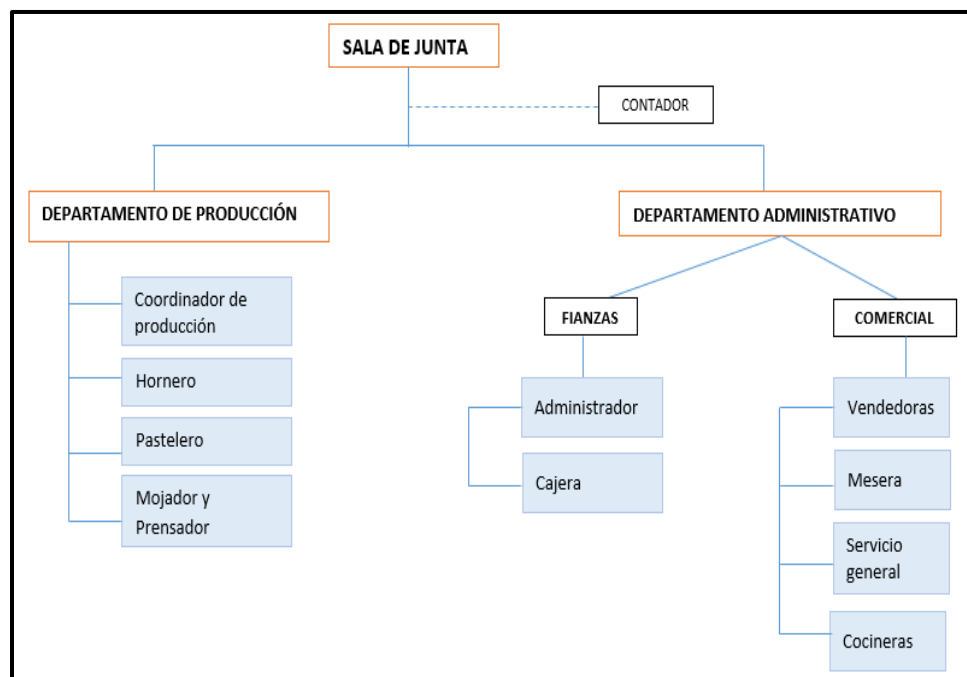 SALA DE JUNTA
CONTADOR
DEPARTAMENTO DE PRODUCCIÓN
DEPARTAMENTO ADMINISTRATIVO
Coordinador de
producción
Hornero
Pastelero
Mojador y
Prensador
FIANZAS
COMERCIAL
Administrador
Cajera
Vendedoras
Mesera
Servicio
general
Cocineras